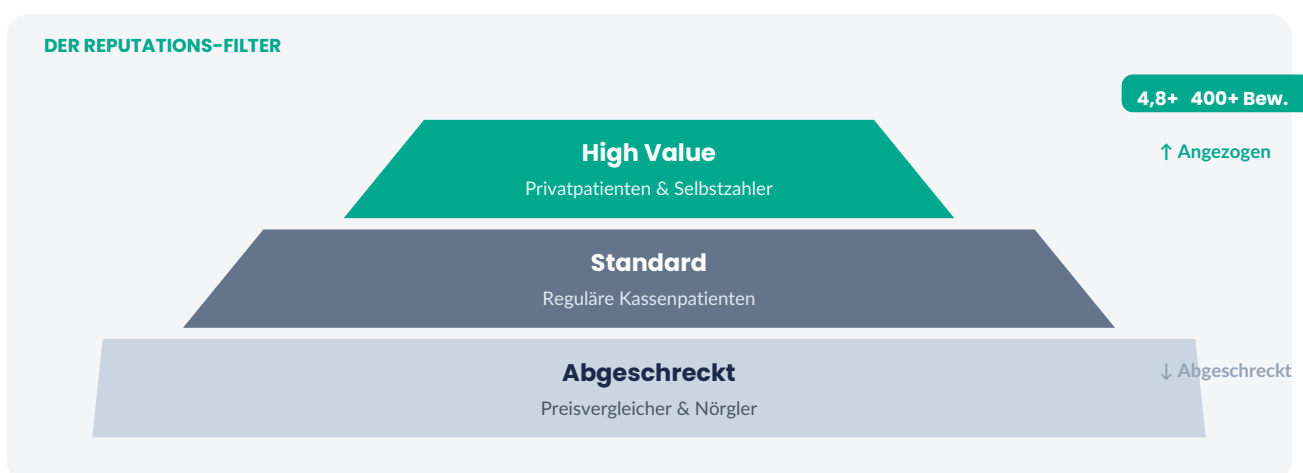 DER REPUTATIONS-FILTER
4,8+ 400+ Bew.
↑ Angezogen
High Value
Privatpatienten & Selbstzahler
Standard
Reguläre Kassenpatienten
Abgeschreckt
↓ Abgeschreckt
Preisvergleicher & Nörgler